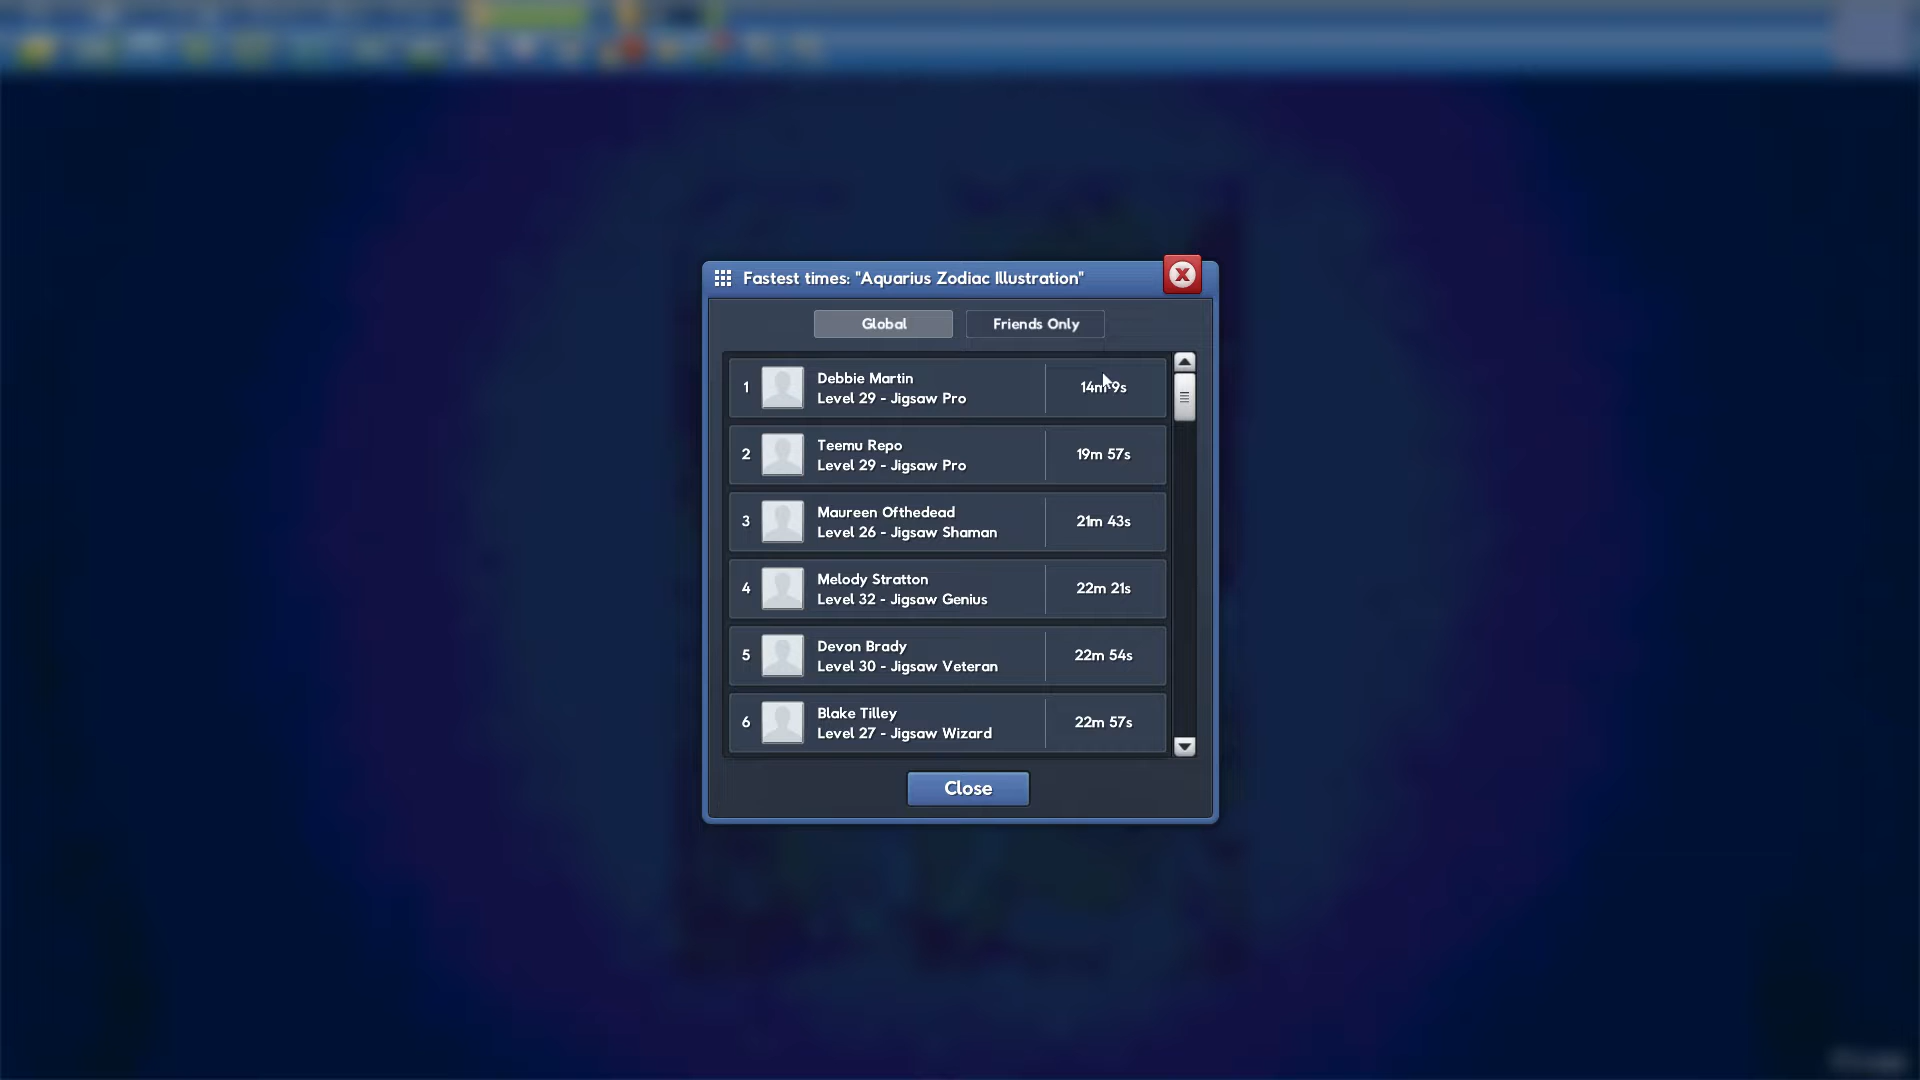 Fastest times: "Aquarius Zodiac Illustration"
Global
Friends Only
1
Debbie Martin
Level 29 - Jigsaw Pro
14m 9s
2
Teemu Repo
Level 29 - Jigsaw Pro
19m 57s
3
Maureen Ofthedead
Level 26 - Jigsaw Shaman
21m 43s
4
Melody Stratton
Level 32 - Jigsaw Genius
22m 21s
5
Devon Brady
Level 30 - Jigsaw Veteran
22m 54s
6
Blake Tilley
Level 27 - Jigsaw Wizard
22m 57s
Close